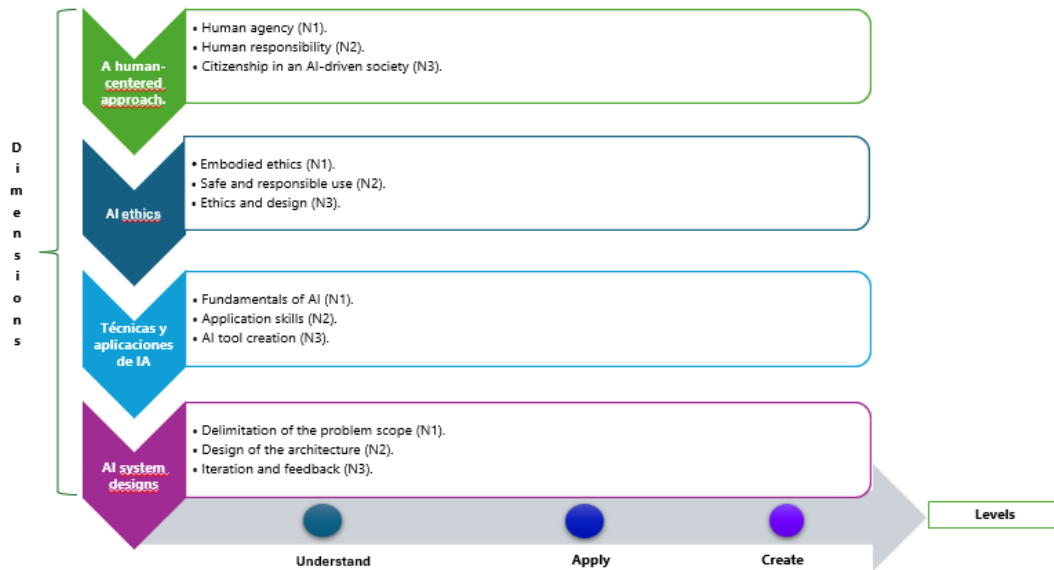 Dimensions
A human-
centered
approach.
• Human agency (N1).
• Human responsibility (N2).
• Citizenship in an AI-driven society (N3).
AI ethics
• Embodied ethics (N1).
• Safe and responsible use (N2).
• Ethics and design (N3).
Técnicas y
aplicaciones
de IA
• Fundamentals of AI (N1).
• Application skills (N2).
• AI tool creation (N3).
AI system
designs
• Delimitation of the problem scope (N1).
• Design of the architecture (N2).
• Iteration and feedback (N3).
Levels
Understand
Apply
Create